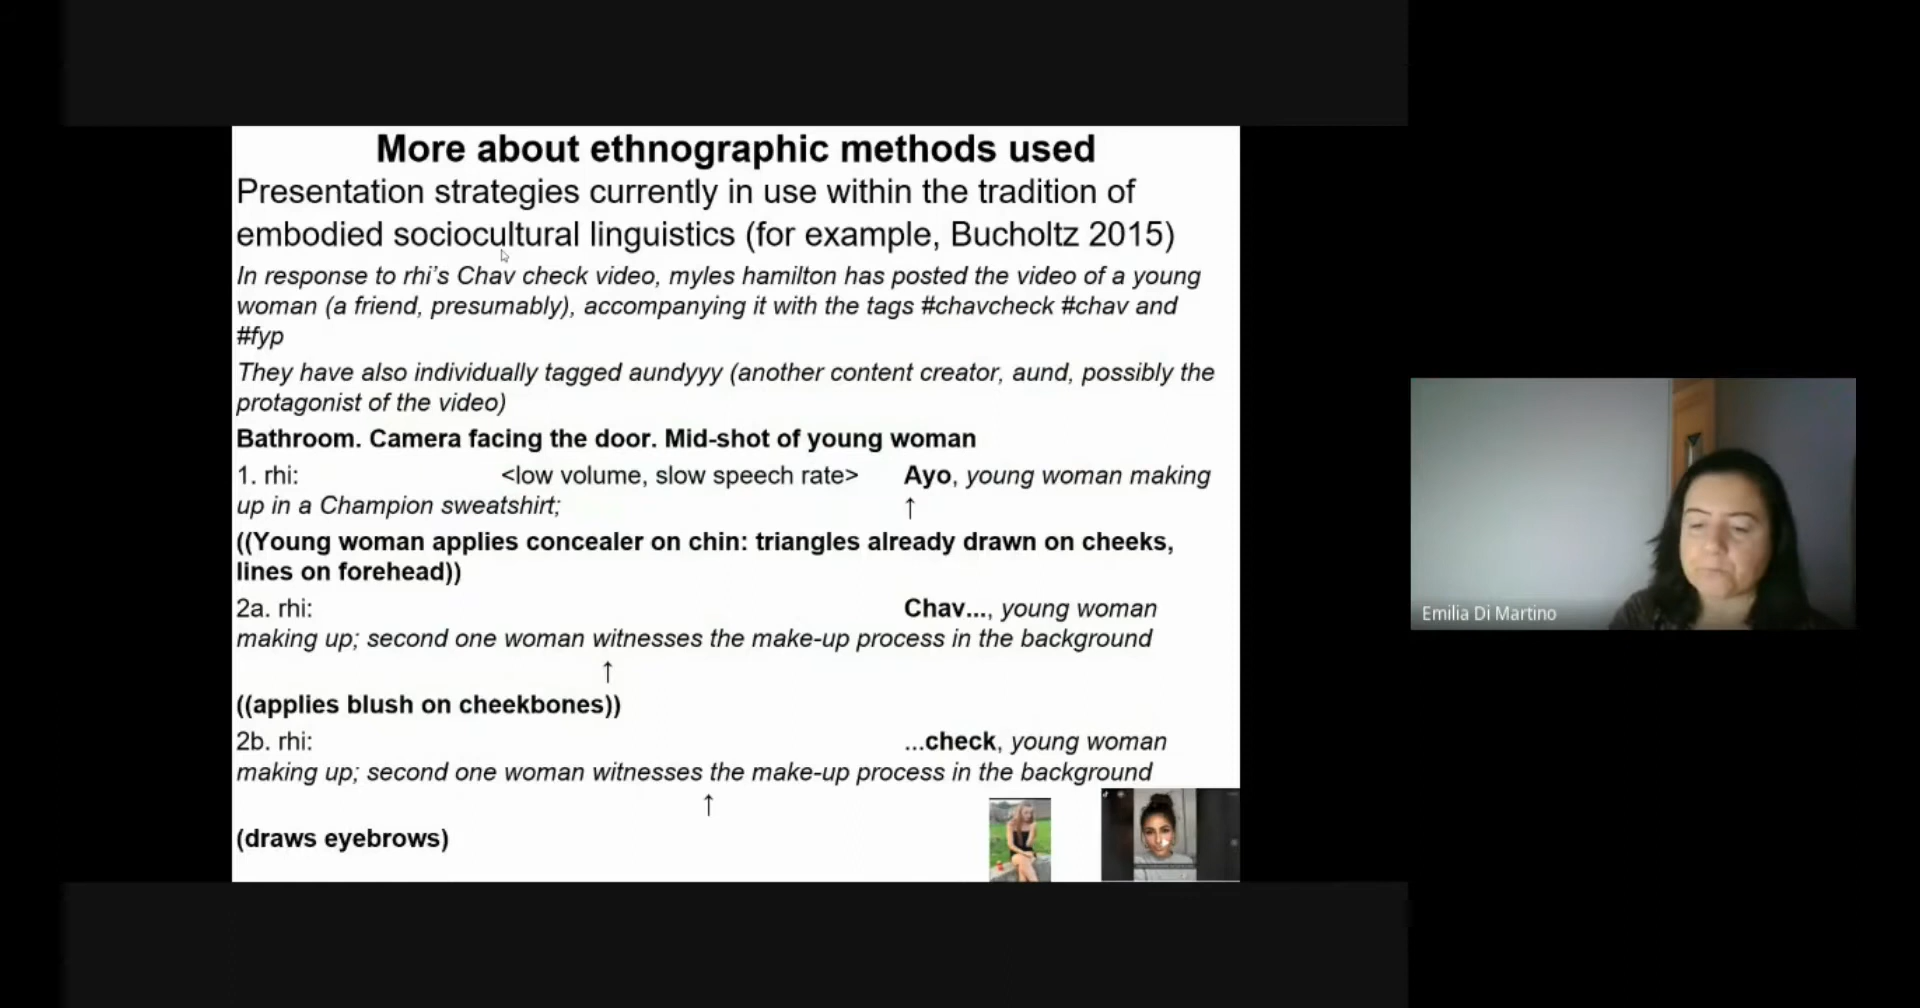 More about ethnographic methods used
Presentation strategies currently in use within the tradition of
embodied sociocultural linguistics (for example, Bucholtz 2015)
In response to rhi's Chav check video, myles hamilton has posted the video of a young
woman (a friend, presumably), accompanying it with the tags #chavcheck #chav and
#fyp
They have also individually tagged aundyyy (another content creator, aund, possibly the
protagonist of the video)
Bathroom. Camera facing the door. Mid-shot of young woman
1. rhi: <low volume, slow speech rate> Ayo, young woman making
up in a Champion sweatshirt; ↑
((Young woman applies concealer on chin: triangles already drawn on cheeks,
lines on forehead))
2a. rhi: Chav..., young woman
making up; second one woman witnesses the make-up process in the background
↑
((applies blush on cheekbones))
2b. rhi: ...check, young woman
making up; second one woman witnesses the make-up process in the background
↑
(draws eyebrows)
Emilia Di Martino